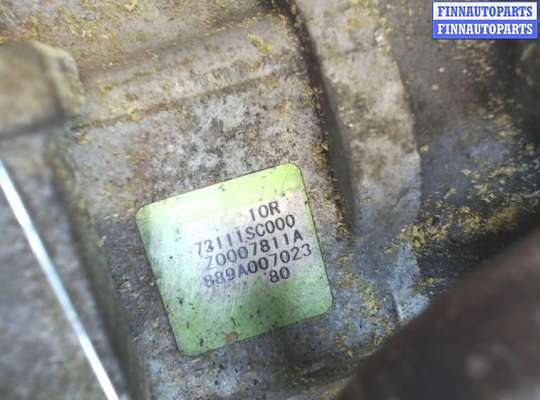 FINNAUTOPARTS
FINNAUTOPARTS
10R
73111SC000
Z0007811A
889A007023
80